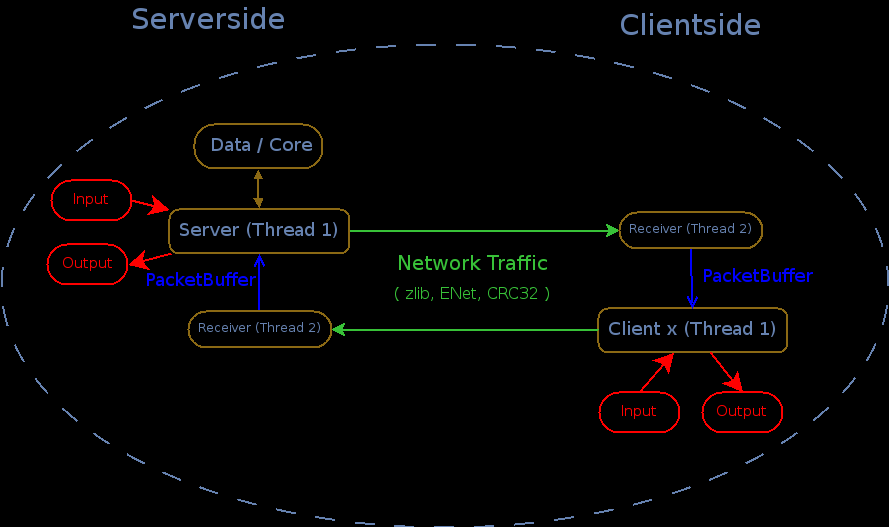 Serverside
Clientside
Data / Core
Input
Server (Thread 1)
Receiver (Thread 2)
Output
Network Traffic
PacketBuffer
PacketBuffer
( zlib, ENet, CRC32 )
Receiver (Thread 2)
Client x (Thread 1)
Input
Output